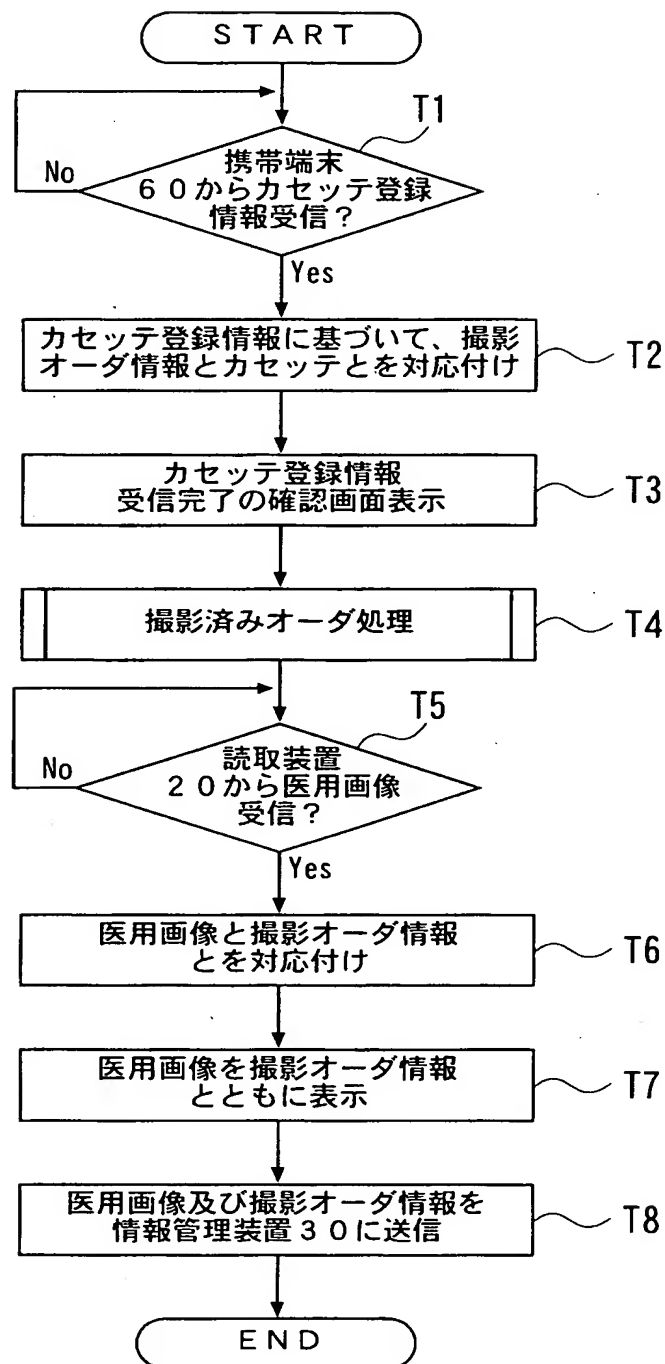 START
T1
携帯端末
60からカセッテ登録
情報受信?
No
Yes
カセッテ登録情報に基づいて、撮影
オーダ情報とカセッテとを対応付け
T2
カセッテ登録情報
受信完了の確認画面表示
T3
撮影済みオーダ処理
T4
T5
読取装置
20から医用画像
受信?
No
Yes
医用画像と撮影オーダ情報
とを対応付け
T6
医用画像を撮影オーダ情報
とともに表示
T7
医用画像及び撮影オーダ情報を
情報管理装置30に送信
T8
END